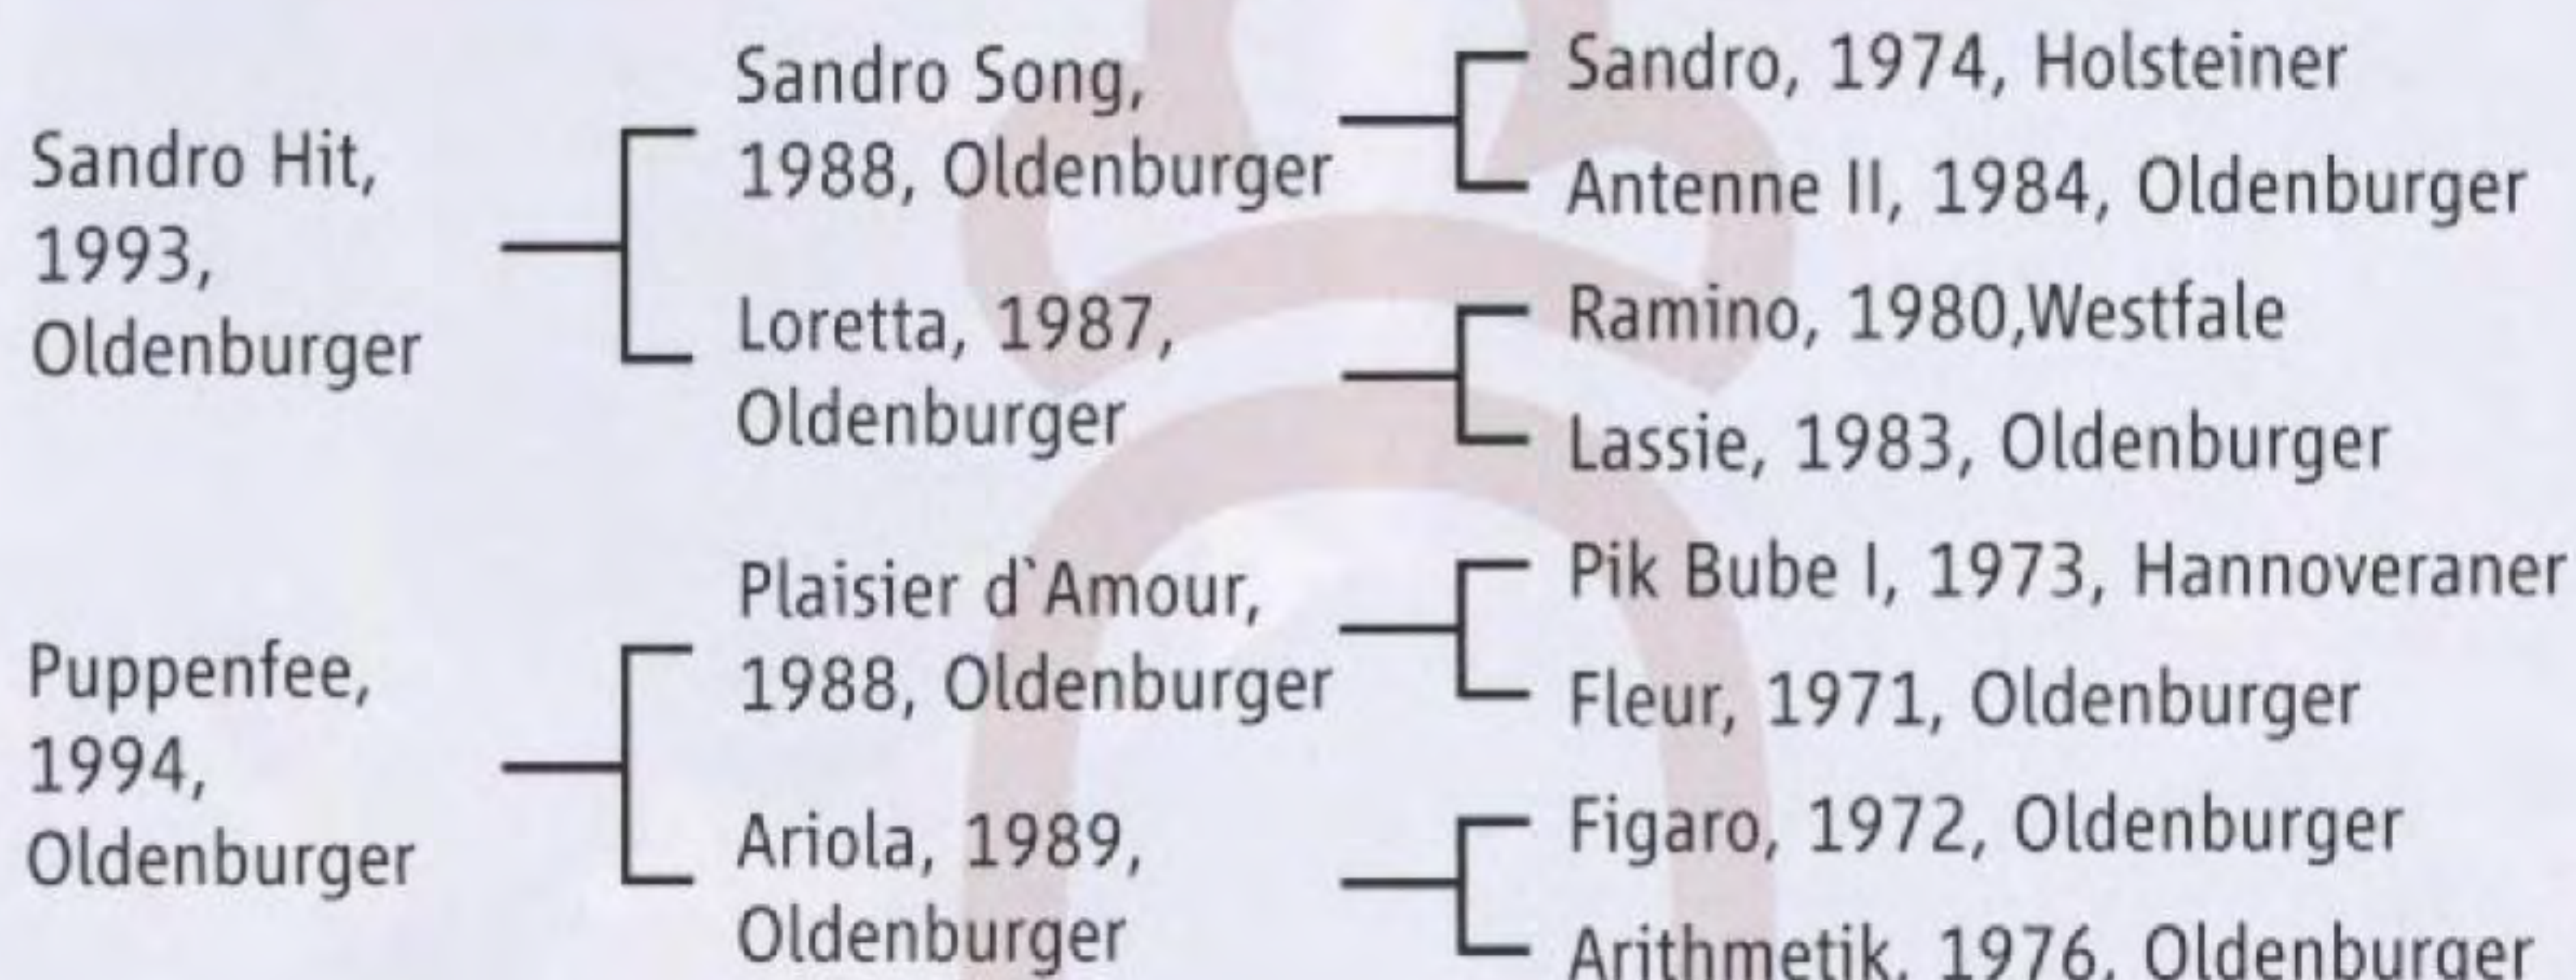 Sandro Hit,
1993,
Oldenburger
Sandro Song,
1988, Oldenburger
Loretta, 1987,
Oldenburger
Sandro, 1974, Holsteiner
Antenne II, 1984, Oldenburger
Ramino, 1980,Westfale
Lassie, 1983, Oldenburger
Puppenfee,
1994,
Oldenburger
Plaisier d`Amour,
1988, Oldenburger
Ariola, 1989,
Oldenburger
Pik Bube I, 1973, Hannoveraner
Fleur, 1971, Oldenburger
Figaro, 1972, Oldenburger
Arithmetik, 1976, Oldenburger